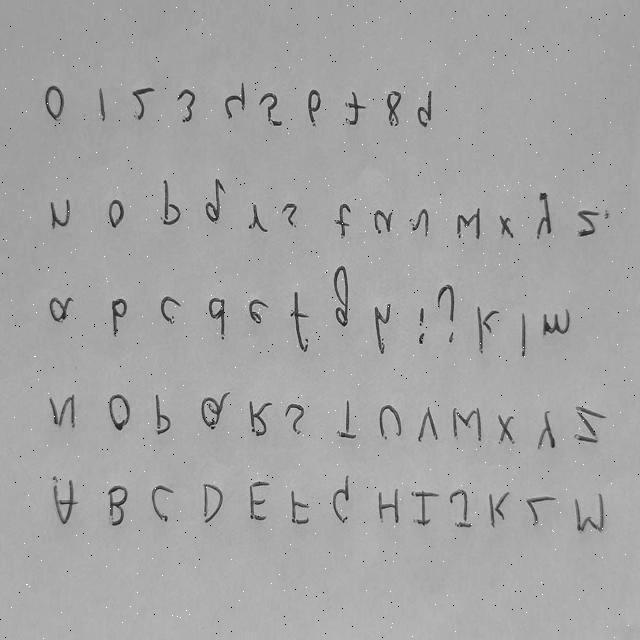 A B C D E F G H I J K L M
N O P Q R S T U V W X Y Z
a b c d e f g h i j k l m
n o p q r s t u v w x y z
0 1 2 3 4 5 6 7 8 9